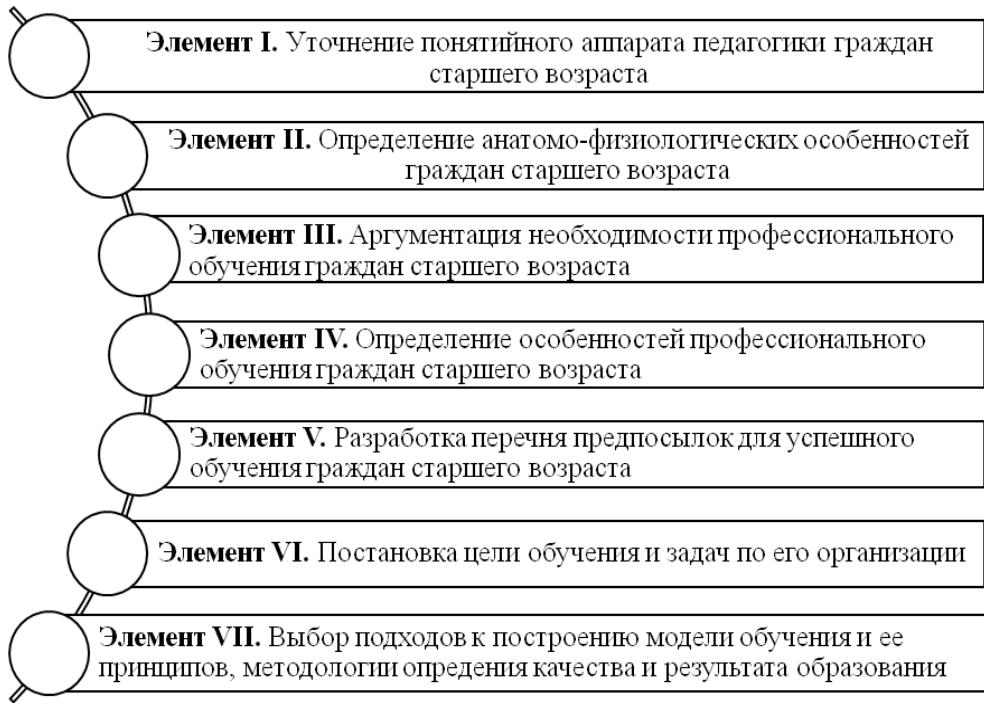 Элемент I. Уточнение понятийного аппарата педагогики граждан
старшего возраста
Элемент II. Определение анатомо-физиологических особенностей
граждан старшего возраста
Элемент III. Аргументация необходимости профессионального
обучения граждан старшего возраста
Элемент IV. Определение особенностей профессионального
обучения граждан старшего возраста
Элемент V. Разработка перечня предпосылок для успешного
обучения граждан старшего возраста
Элемент VI. Постановка цели обучения и задач по его организации
Элемент VII. Выбор подходов к построению модели обучения и ее
принципов, методологии опредения качества и результата образования